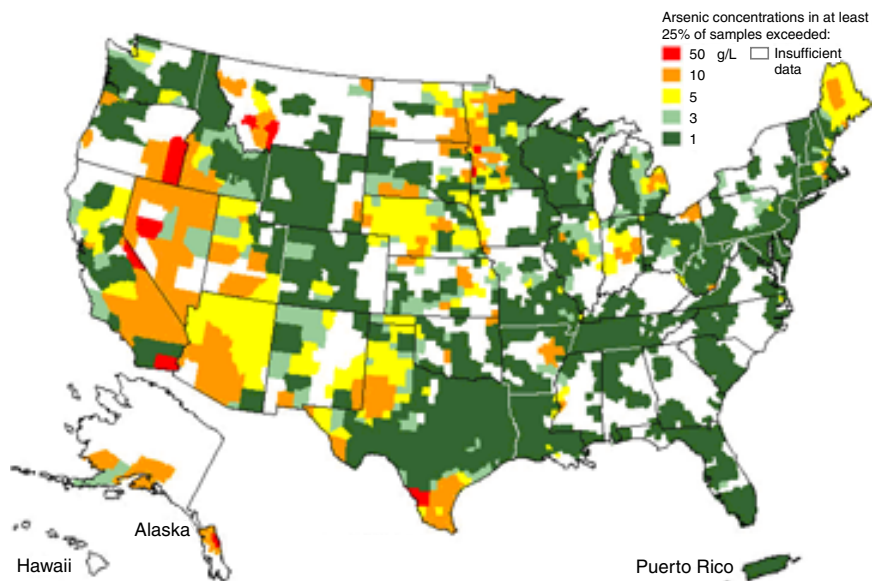 Arsenic concentrations in at least
25% of samples exceeded:
50 g/L Insufficient
data
10
5
3
1
Alaska
Hawaii
Puerto Rico